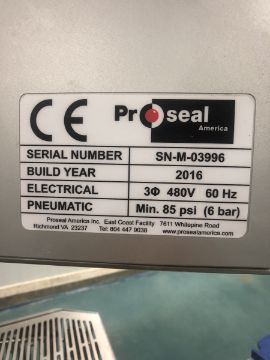 CE Proseal
America
SERIAL NUMBER SN-M-03996
BUILD YEAR 2016
ELECTRICAL 3Φ 480V 60 Hz
PNEUMATIC Min. 85 psi (6 bar)
Proseal America Inc. East Coast Facility 7611 Whitepine Road
Richmond VA 23237 Tel: 804 447 9038 www.prosealamerica.com